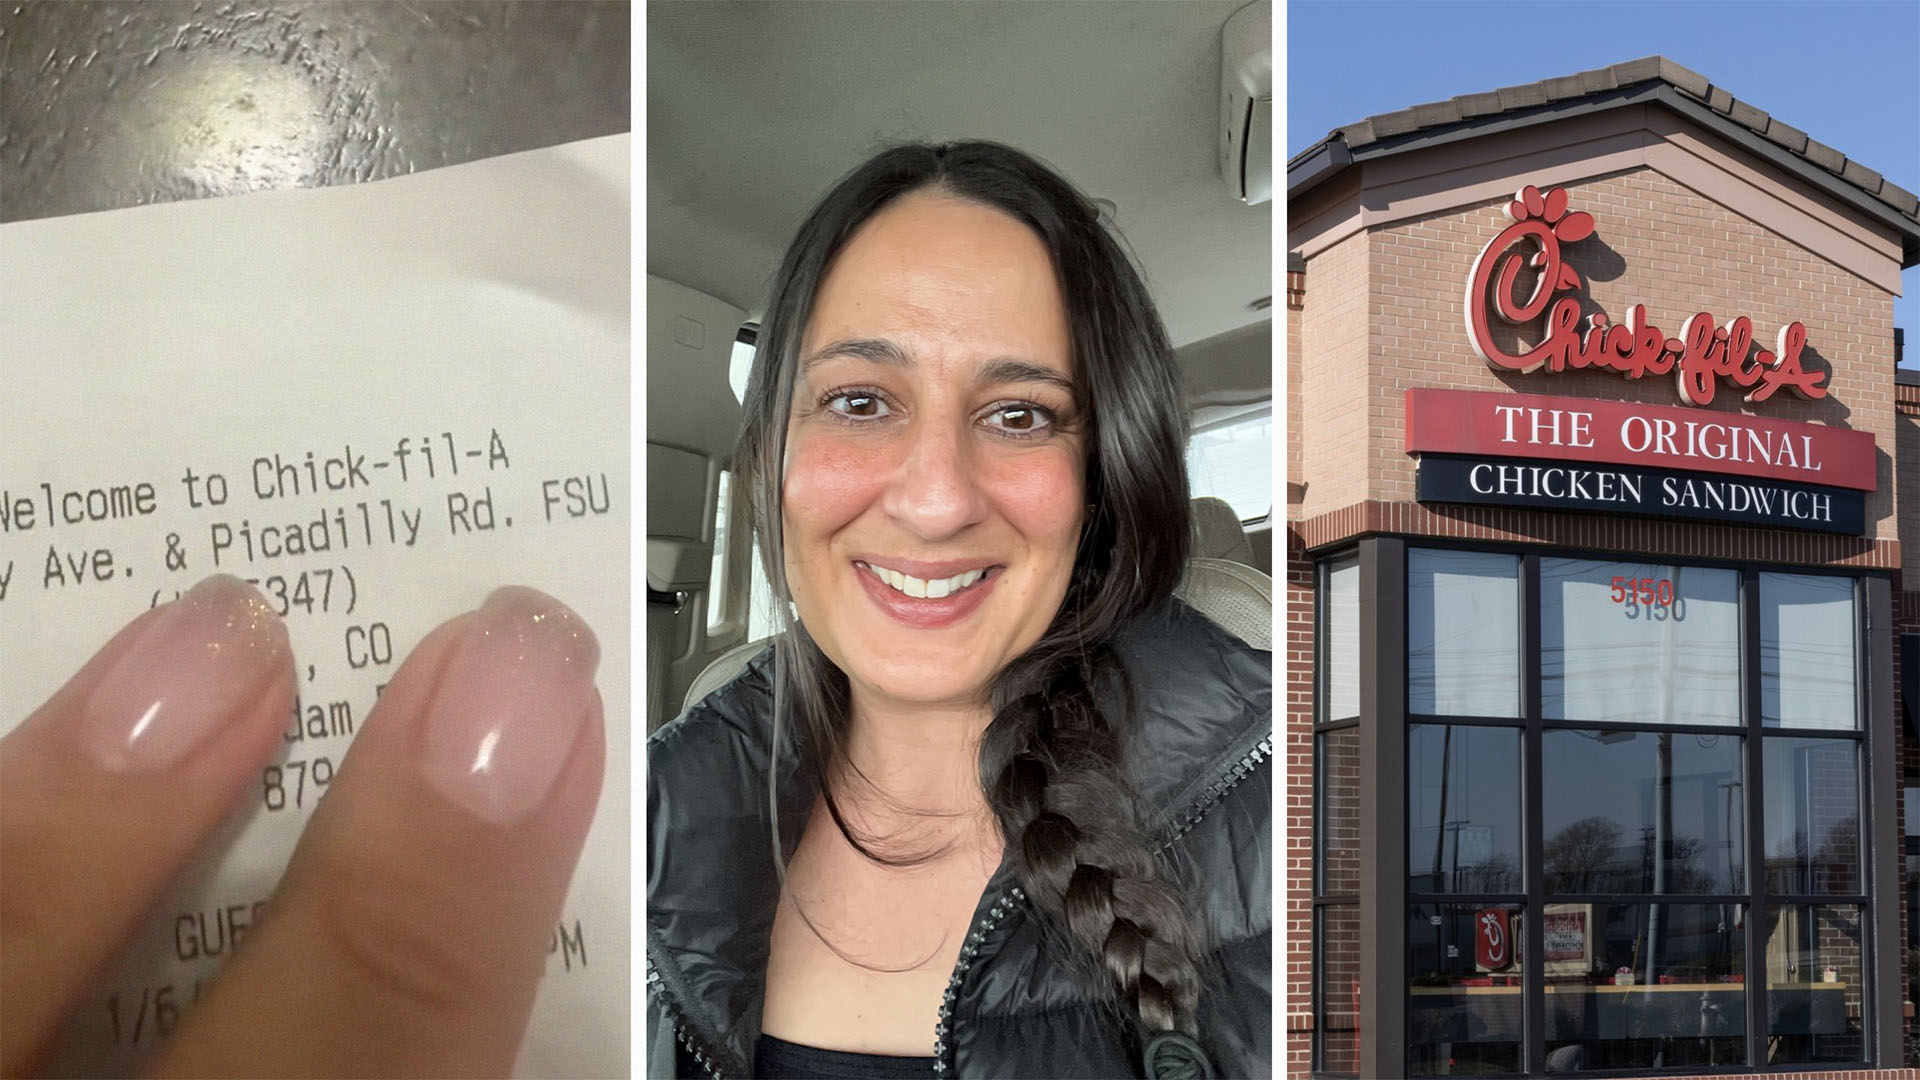 Welcome to Chick-fil-A
y Ave. & Picadilly Rd. FSU
347)
, CO
dam
879
GUE
PM
1/6/
Chick-fil-A
THE ORIGINAL
CHICKEN SANDWICH
5150